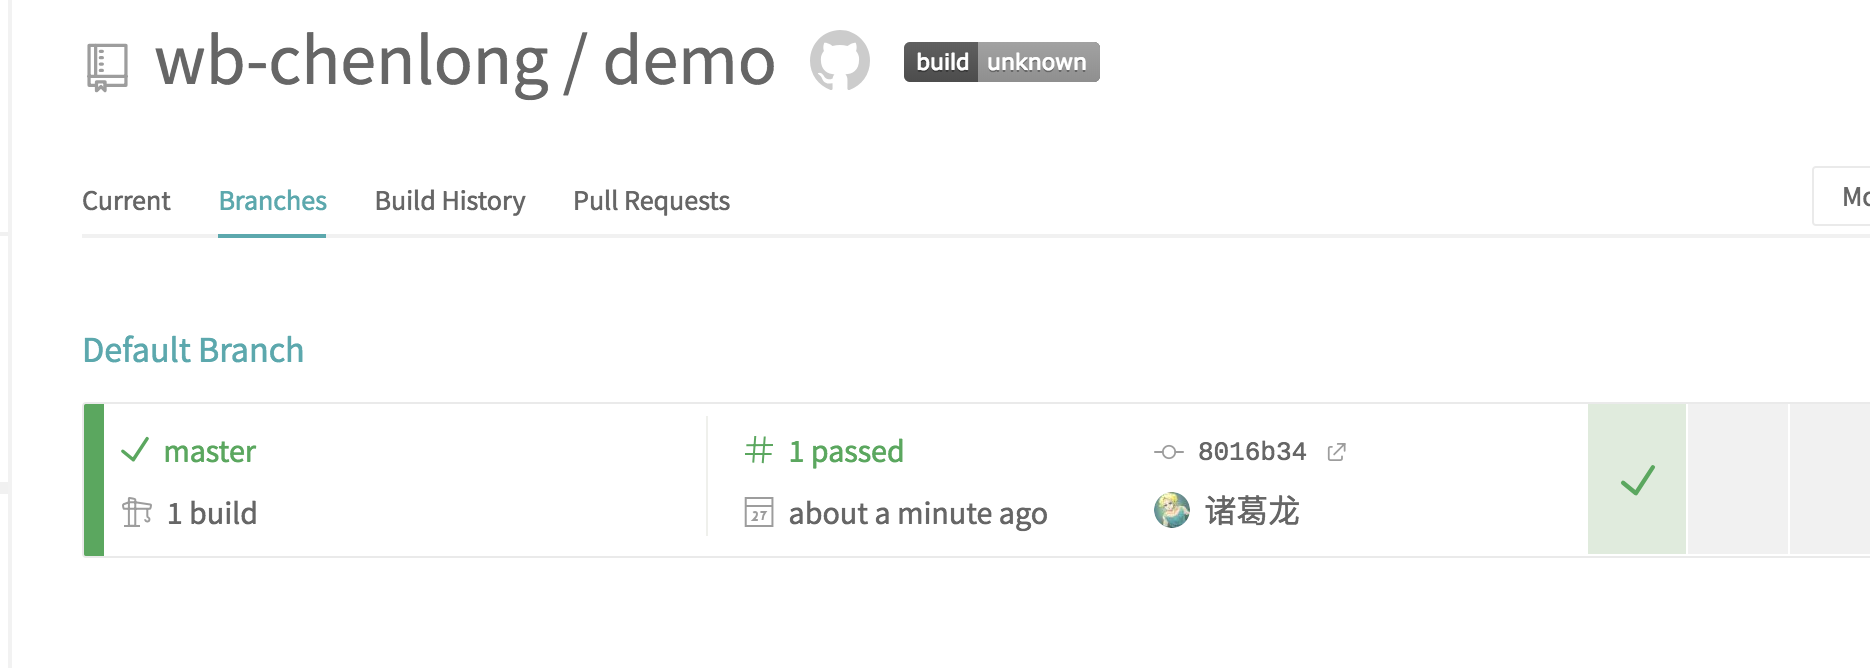 wb-chenlong / demo
build unknown
Current Branches Build History Pull Requests
Default Branch
master # 1 passed 8016b34
1 build 27 about a minute ago 诸葛龙